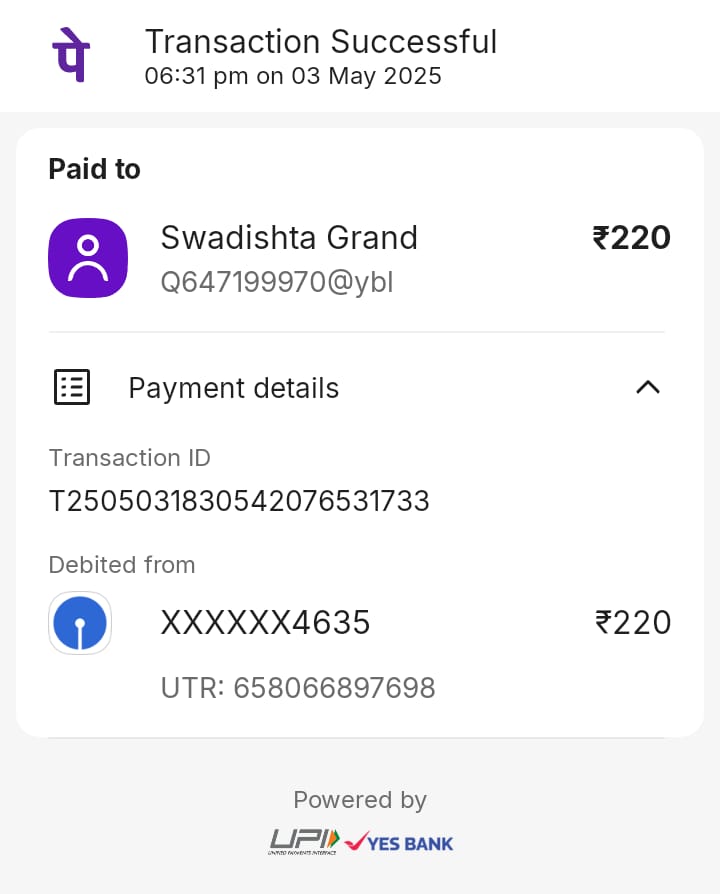 पे
Transaction Successful
06:31 pm on 03 May 2025
Paid to
Swadishta Grand
₹220
Q647199970@ybl
Payment details
Transaction ID
T2505031830542076531733
Debited from
XXXXXX4635
₹220
UTR: 658066897698
Powered by
UPI
UNIFIED PAYMENTS INTERFACE
YES BANK